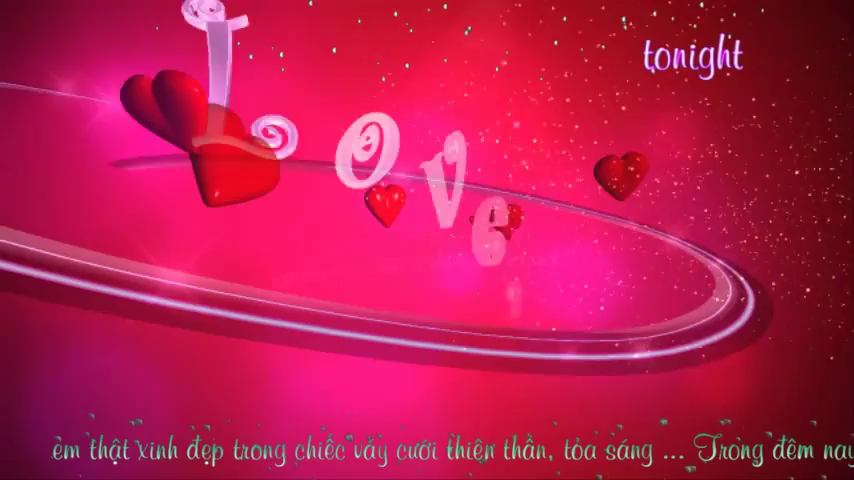 tonight
Love
em thật xinh đẹp trong chiếc váy cưới thiên thần, tỏa sáng ... Trong đêm nay